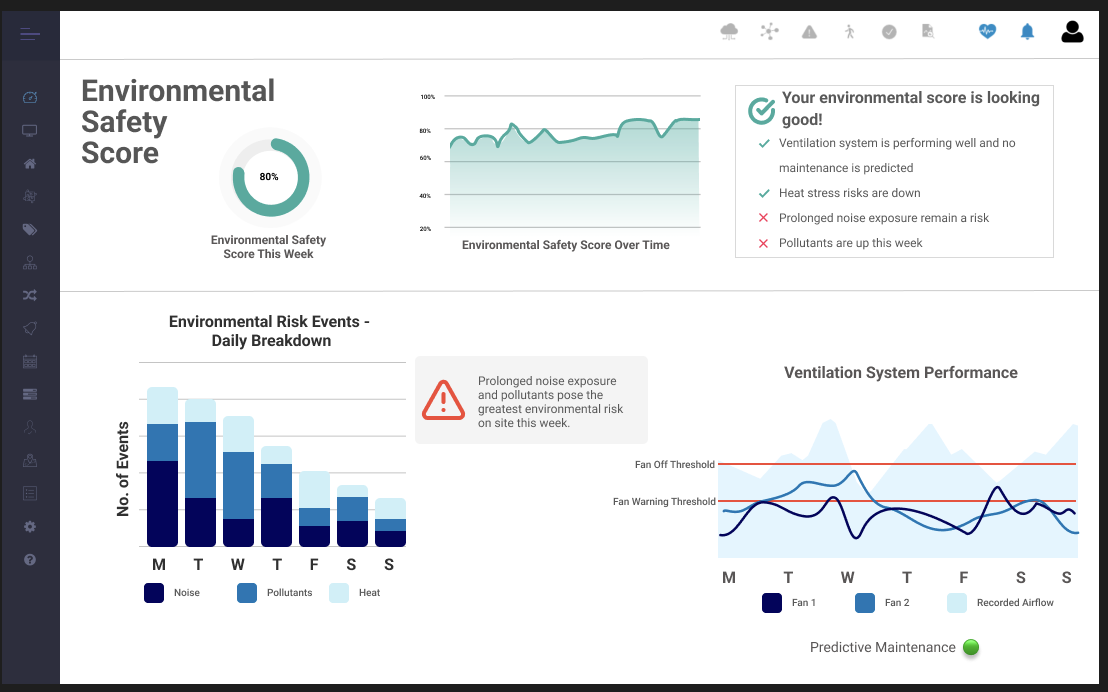 Environmental
Safety
Score
80%
Environmental Safety
Score This Week
100%
80%
60%
40%
20%
Environmental Safety Score Over Time
Your environmental score is looking
good!
Ventilation system is performing well and no
maintenance is predicted
Heat stress risks are down
Prolonged noise exposure remain a risk
Pollutants are up this week
Environmental Risk Events -
Daily Breakdown
No. of Events
M T W T F S S
Noise Pollutants Heat
Prolonged noise exposure
and pollutants pose the
greatest environmental risk
on site this week.
Ventilation System Performance
Fan Off Threshold
Fan Warning Threshold
M T W T F S S
Fan 1 Fan 2 Recorded Airflow
Predictive Maintenance